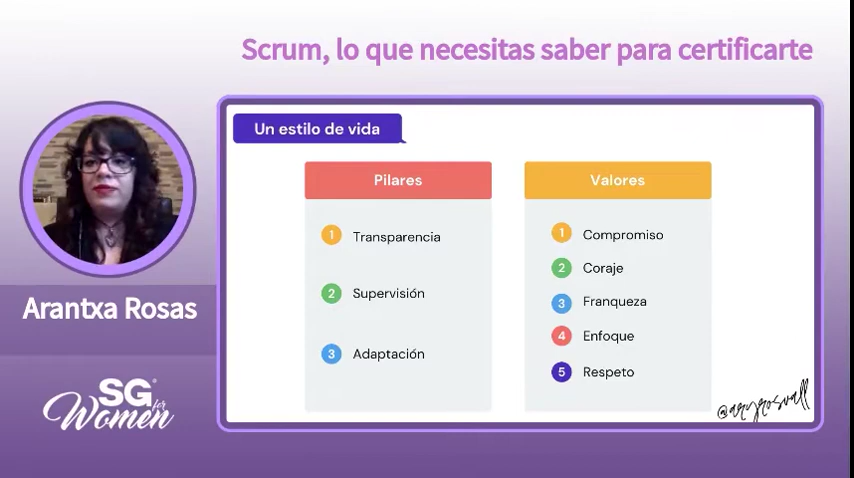 Scrum, lo que necesitas saber para certificarte
Un estilo de vida
Pilares
1 Transparencia
2 Supervisión
3 Adaptación
Valores
1 Compromiso
2 Coraje
3 Franqueza
4 Enfoque
5 Respeto
Arantxa Rosas
SG for
Women